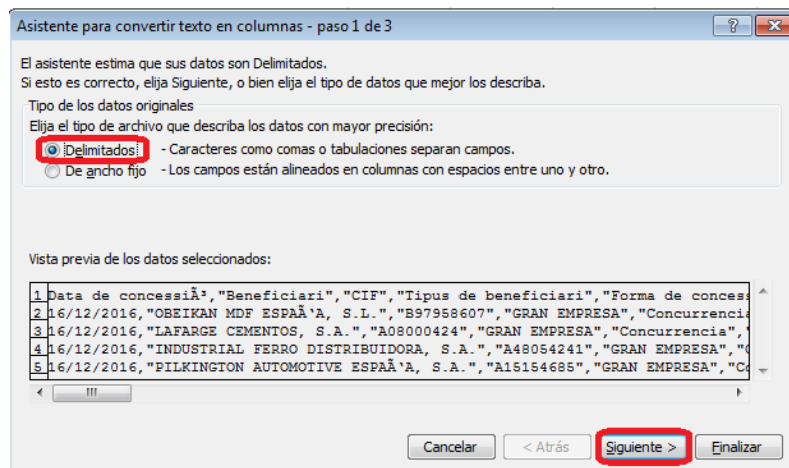 Asistente para convertir texto en columnas - paso 1 de 3
El asistente estima que sus datos son Delimitados.
Si esto es correcto, elija Siguiente, o bien elija el tipo de datos que mejor los describa.
Tipo de los datos originales
Elija el tipo de archivo que describa los datos con mayor precisión:
Delimitados - Caracteres como comas o tabulaciones separan campos.
De ancho fijo - Los campos están alineados en columnas con espacios entre uno y otro.
Vista previa de los datos seleccionados:
1 Data de concessiÃ³,"Beneficiari","CIF","Tipus de beneficiari","Forma de concess
2 16/12/2016,"OBEIKAN MDF ESPAÃ‘A, S.L.","B97958607","GRAN EMPRESA","Concurrencia
3 16/12/2016,"LAFARGE CEMENTOS, S.A.","A08000424","GRAN EMPRESA","Concurrencia","
4 16/12/2016,"INDUSTRIAL FERRO DISTRIBUIDORA, S.A.","A48054241","GRAN EMPRESA","C
5 16/12/2016,"PILKINGTON AUTOMOTIVE ESPAÃ‘A, S.A.","A15154685","GRAN EMPRESA","Co
Cancelar < Atrás Siguiente > Finalizar